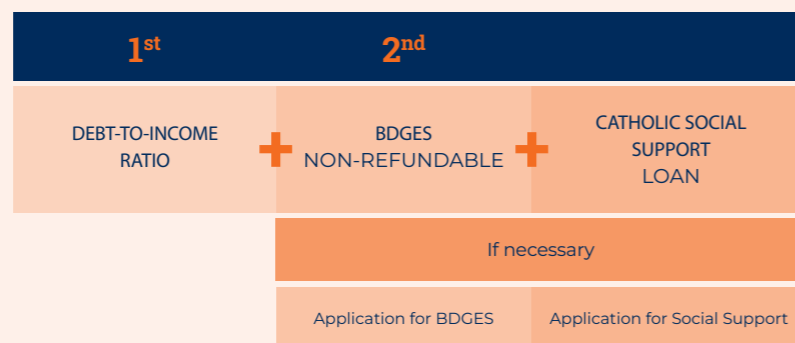 1st 2nd
DEBT-TO-INCOME
RATIO
+
BDGES
NON-REFUNDABLE
+
CATHOLIC SOCIAL
SUPPORT
LOAN
If necessary
Application for BDGES
Application for Social Support